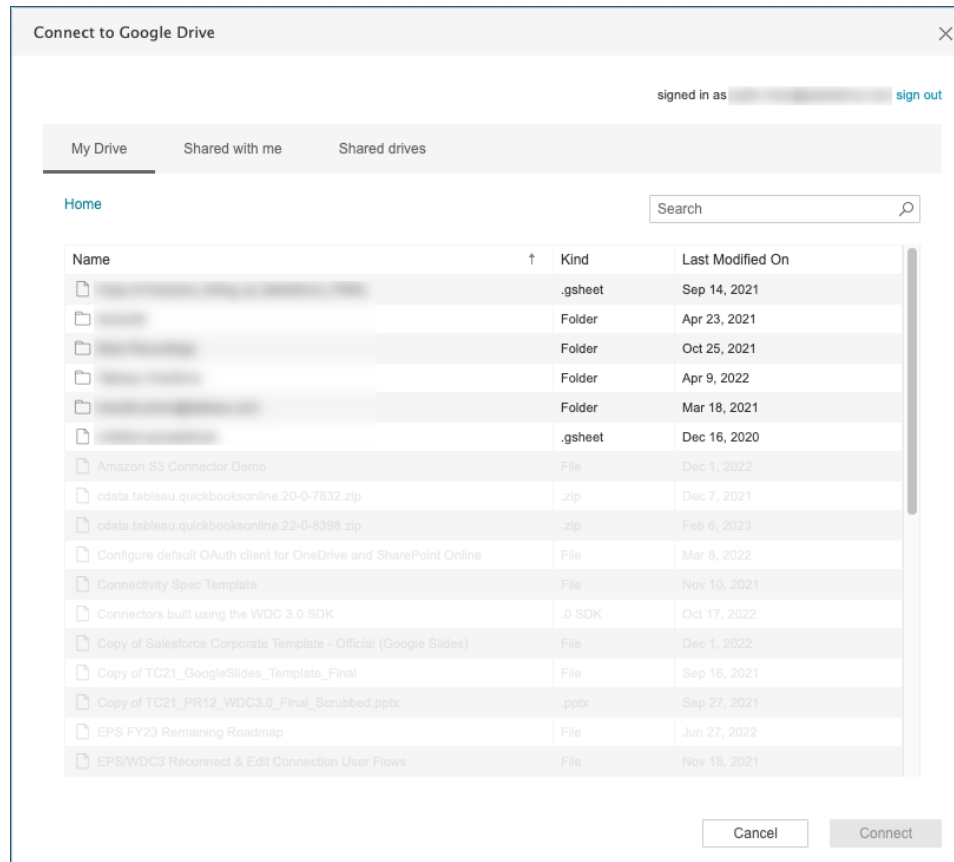 Connect to Google Drive
signed in as sign out
My Drive Shared with me Shared drives
Home Search
Name ↑ Kind Last Modified On
.gsheet Sep 14, 2021
Folder Apr 23, 2021
Folder Oct 25, 2021
Folder Apr 9, 2022
Folder Mar 18, 2021
.gsheet Dec 16, 2020
Amazon S3 Connector Demo File Dec 1, 2022
cdata.tableau.quickbooksonline.20-0-7832.zip .zip Dec 7, 2021
cdata.tableau.quickbooksonline.22-0-8398.zip .zip Feb 6, 2023
Configure default OAuth client for OneDrive and SharePoint Online File Mar 8, 2022
Connectivity Spec Template File Nov 10, 2021
Connectors built using the WDC 3.0 SDK .0 SDK Oct 17, 2022
Copy of Salesforce Corporate Template - Official (Google Slides) File Dec 1, 2022
Copy of TC21_GoogleSlides_Template_Final File Sep 16, 2021
Copy of TC21_PR12_WDC3.0_Final_Scrubbed.pptx .pptx Sep 27, 2021
EPS FY23 Remaining Roadmap File Jun 27, 2022
EPS/WDC3 Reconnect & Edit Connection User Flows File Nov 18, 2021
Cancel Connect